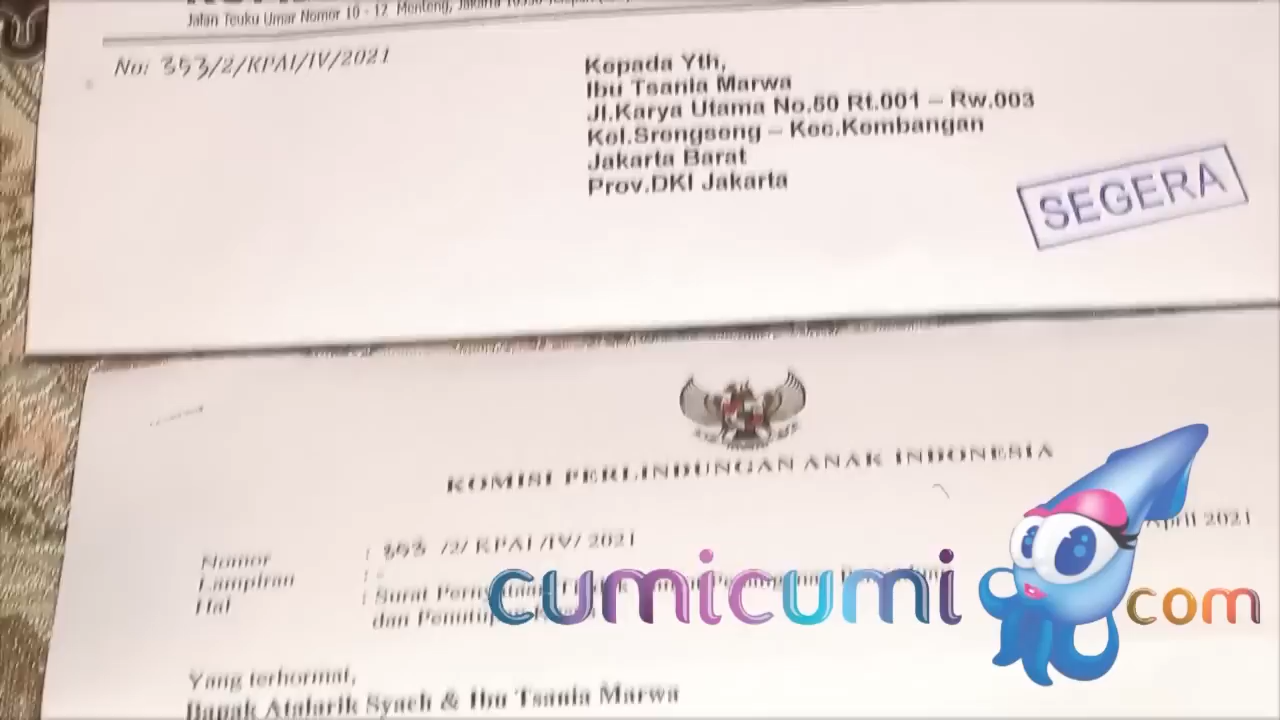 Jalan Teuku Umar Nomor 10 - 12 Menteng, Jakarta
No: 353/2/KPAI/IV/2021
Kepada Yth,
Ibu Tsania Marwa
Jl.Karya Utama No.50 Rt.001 – Rw.003
Kel.Srengseng – Kec.Kembangan
Jakarta Barat
Prov.DKI Jakarta
SEGERA
KOMISI PERLINDUNGAN ANAK INDONESIA
April 2021
Nomor : 353 /2/ KPAI /IV/ 2021
Lampiran : -
Hal : Surat
dan
cumicumi.com
Yang terhormat,
Bapak Atalarik Syach & Ibu Tsania Marwa